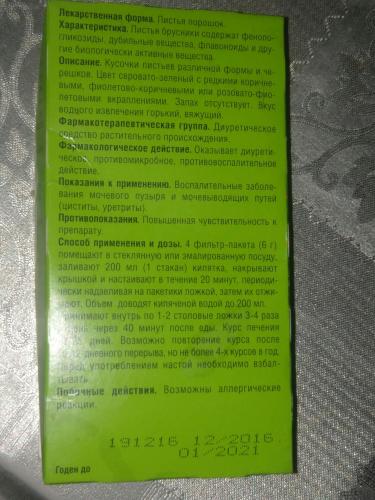 Лекарственная форма. Листья порошок.
Характеристика. Листья брусники содержат феноло-
гликозиды, дубильные вещества, флавоноиды и дру-
гие биологически активные вещества.
Описание. Кусочки листьев различной формы и че-
решков. Цвет серовато-зеленый с редкими коричне-
выми, фиолетово-коричневыми или розовато-фио-
летовыми вкраплениями. Запах отсутствует. Вкус
водного извлечения горький, вяжущий.
Фармакотерапевтическая группа. Диуретическое
средство растительного происхождения.
Фармакологическое действие. Оказывает диурети-
ческое, противомикробное, противовоспалительное
действие.
Показания к применению. Воспалительные заболе-
вания мочевого пузыря и мочевыводящих путей
(циститы, уретриты).
Противопоказания. Повышенная чувствительность к
препарату.
Способ применения и дозы. 4 фильтр-пакета (6 г)
помещают в стеклянную или эмалированную посуду,
заливают 200 мл (1 стакан) кипятка, накрывают
крышкой и настаивают в течение 20 минут, периоди-
чески надавливая на пакетики ложкой, затем их отжи-
мают. Объем доводят кипяченой водой до 200 мл.
Принимают внутрь по 1-2 столовые ложки 3-4 раза
через 40 минут после еды. Курс лечения
дней. Возможно повторение курса после
дневного перерыва, но не более 4-х курсов в год.
Перед употреблением настой необходимо взбал-
тывать.
Побочные действия. Возможны аллергические
реакции.
191216 12/2016
01/2021
Годен до